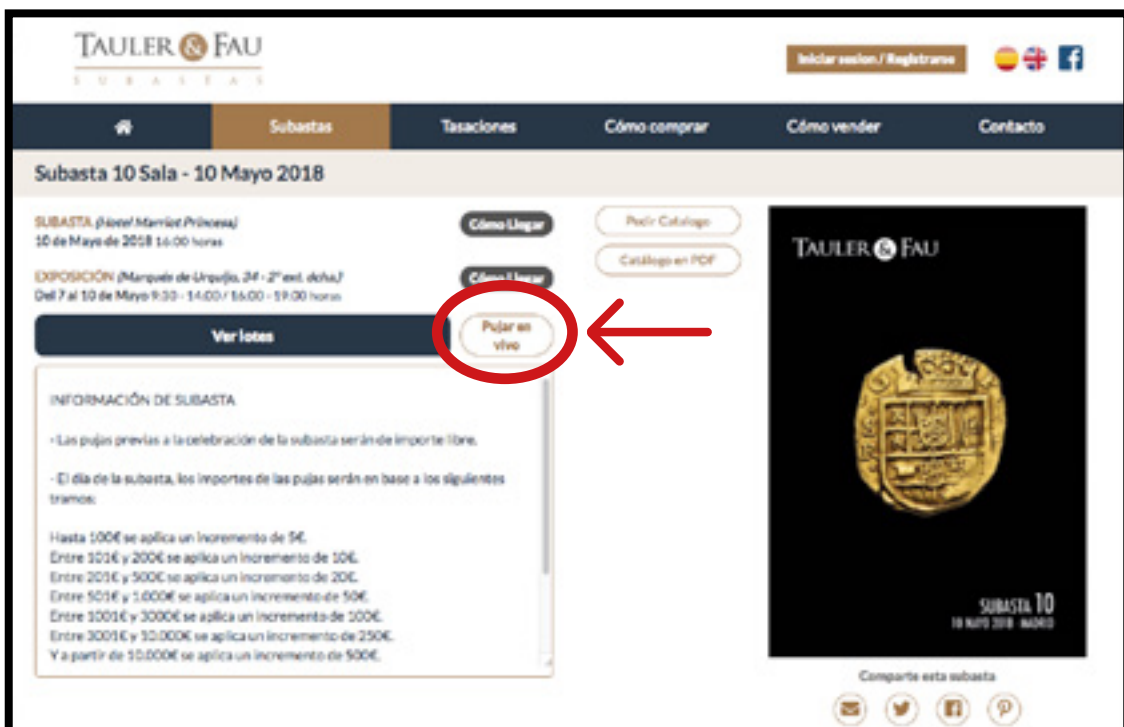 TAULER & FAU
SUBASTAS
Iniciar sesion / Registrarse
Subastas
Tasaciones
Cómo comprar
Cómo vender
Contacto
Subasta 10 Sala - 10 Mayo 2018
SUBASTA (Hotel Marriot Princesa)
Cómo Llegar
10 de Mayo de 2018 16:00 horas
EXPOSICIÓN (Marqués de Urquijo, 34 - 2º ext. dcha.)
Cómo Llegar
Del 7 al 10 de Mayo 9:30 - 14:00 / 16:00 - 19:00 horas
Pedir Catalogo
Catálogo en PDF
Ver lotes
Pujar en
vivo
INFORMACIÓN DE SUBASTA
- Las pujas previas a la celebración de la subasta serán de importe libre.
- El día de la subasta, los importes de las pujas serán en base a los siguientes
tramos:
Hasta 100€ se aplica un incremento de 5€.
Entre 101€ y 200€ se aplica un incremento de 10€.
Entre 201€ y 500€ se aplica un incremento de 20€.
Entre 501€ y 1.000€ se aplica un incremento de 50€.
Entre 1001€ y 3000€ se aplica un incremento de 100€.
Entre 3001€ y 10.000€ se aplica un incremento de 250€.
Y a partir de 10.000€ se aplica un incremento de 500€.
TAULER & FAU
SUBASTA 10
10 MAYO 2018 - MADRID
Comparte esta subasta